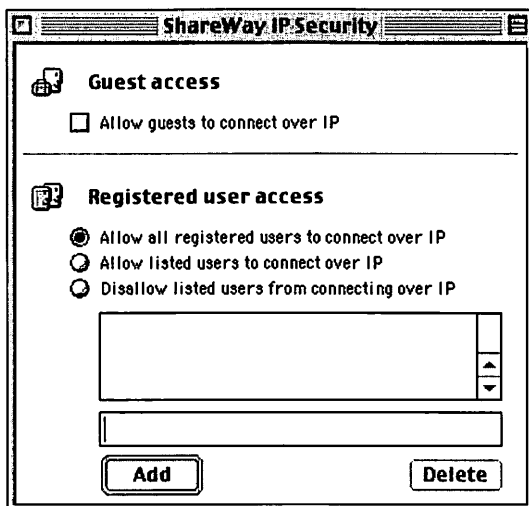 ShareWay IP Security
Guest access
Allow guests to connect over IP
Registered user access
Allow all registered users to connect over IP
Allow listed users to connect over IP
Disallow listed users from connecting over IP
Add
Delete